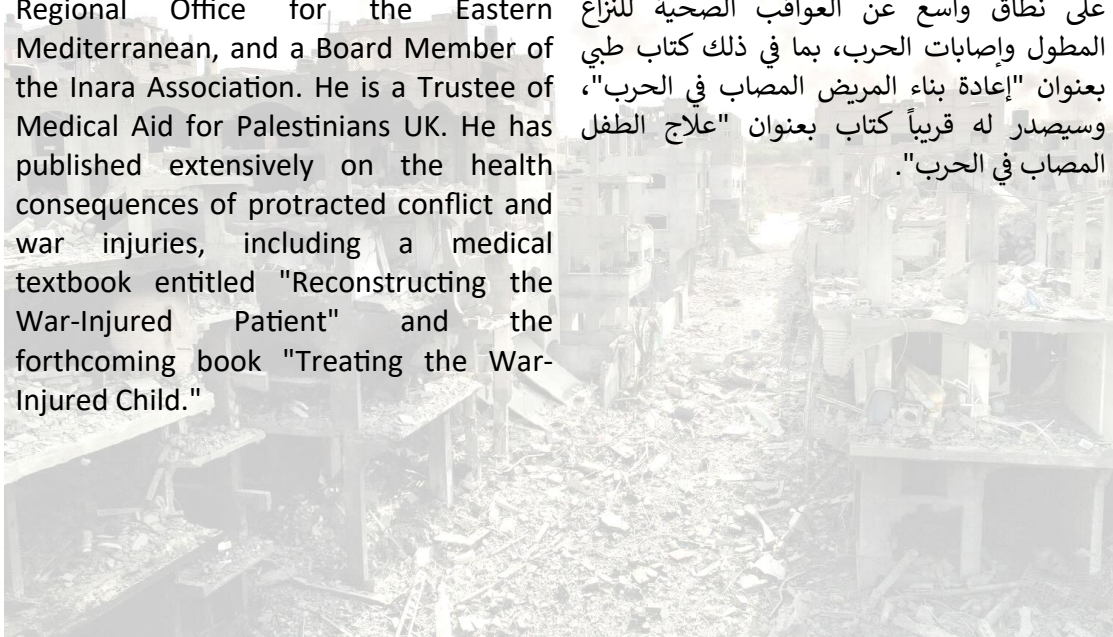 Regional Office for the Eastern
Mediterranean, and a Board Member of
the Inara Association. He is a Trustee of
Medical Aid for Palestinians UK. He has
published extensively on the health
consequences of protracted conflict and
war injuries, including a medical
textbook entitled "Reconstructing the
War-Injured Patient" and the
forthcoming book "Treating the War-
Injured Child."
على نطاق واسع عن العواقب الصحية للنزاع
المطول وإصابات الحرب، بما في ذلك كتاب طبي
بعنوان "إعادة بناء المريض المصاب في الحرب"،
وسيصدر له قريباً كتاب بعنوان "علاج الطفل
المصاب في الحرب".